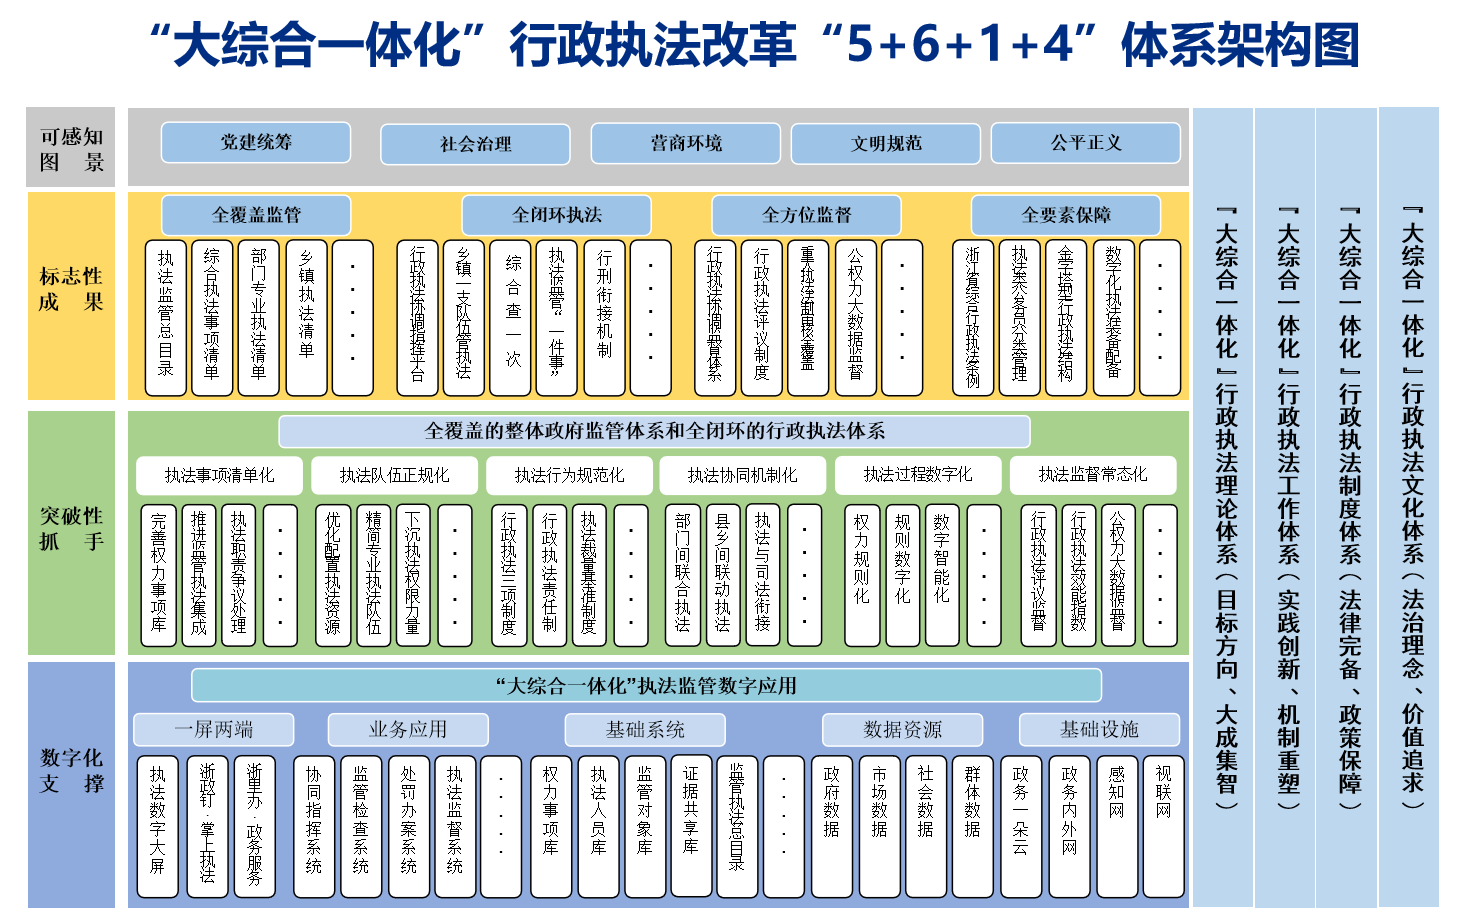 “大综合一体化”行政执法改革“5+6+1+4”体系架构图
可感知
图 景
党建统筹
社会治理
营商环境
文明规范
公平正义
标志性
成 果
全覆盖监管
执法监管总目录
综合执法事项清单
部门专业执法清单
乡镇执法清单
全闭环执法
行政执法协调指挥平台
乡镇一支队伍管执法
综合查一次
执法监管“一件事”
行刑衔接机制
全方位监督
行政执法协调监督体系
行政执法评议制度
重大执法法制审核全覆盖
公权力大数据监督
全要素保障
浙江省综合行政执法条例
执法类公务员分类管理
金字塔型行政执法结构
数字化执法装备配备
突破性
抓 手
全覆盖的整体政府监管体系和全闭环的行政执法体系
执法事项清单化
完善权力事项库
推进监管执法集成
执法职责争议处理
执法队伍正规化
优化配置执法资源
精简专业执法队伍
下沉执法权限力量
执法行为规范化
行政执法三项制度
行政执法责任制
执法裁量基准制度
执法协同机制化
部门间联合执法
县乡间联动执法
执法与司法衔接
执法过程数字化
权力规则化
规则数字化
数字智能化
执法监督常态化
行政执法评议监督
行政执法效能指数
公权力大数据监督
数字化
支 撑
“大综合一体化”执法监管数字应用
一屏两端
执法数字大屏
浙政钉·掌上执法
浙里办·政务服务
业务应用
协同指挥系统
监管检查系统
处罚办案系统
执法监督系统
基础系统
权力事项库
执法人员库
监管对象库
证据共享库
监管执法总目录
数据资源
政府数据
市场数据
社会数据
群体数据
基础设施
政务一朵云
政务内外网
感知网
视联网
『大综合一体化』行政执法理论体系（目标方向、大成集智）
『大综合一体化』行政执法工作体系（实践创新、机制重塑）
『大综合一体化』行政执法制度体系（法律完备、政策保障）
『大综合一体化』行政执法文化体系（法治理念、价值追求）